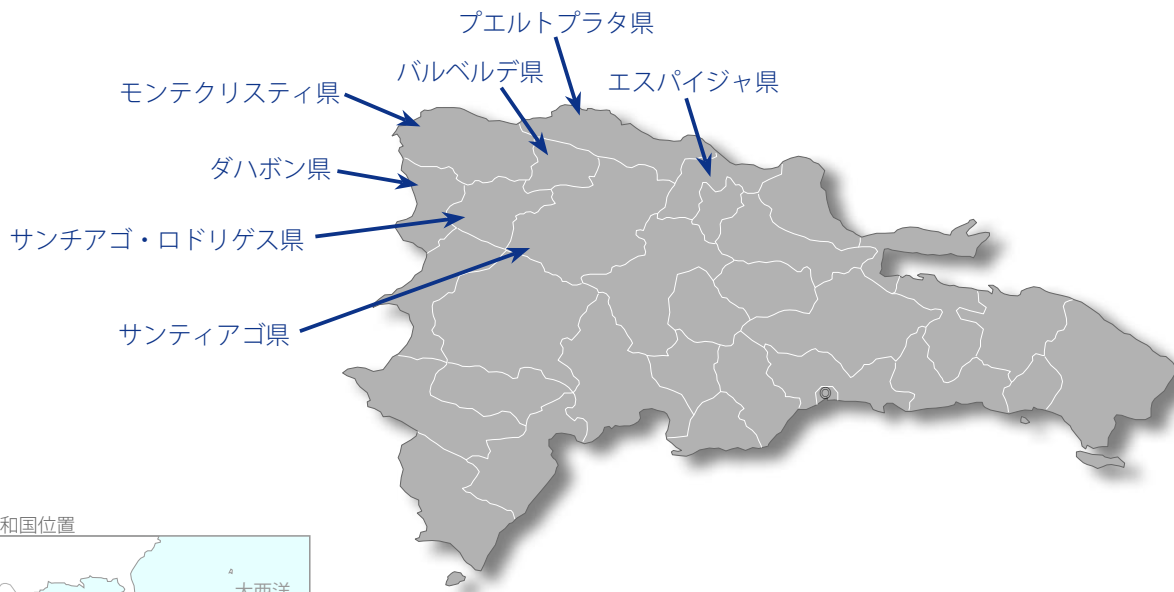 プエルトプラタ県
バルベルデ県
エスパイジャ県
モンテクリスティ県
ダハボン県
サンチアゴ・ロドリゲス県
サンティアゴ県
和国位置
大西洋